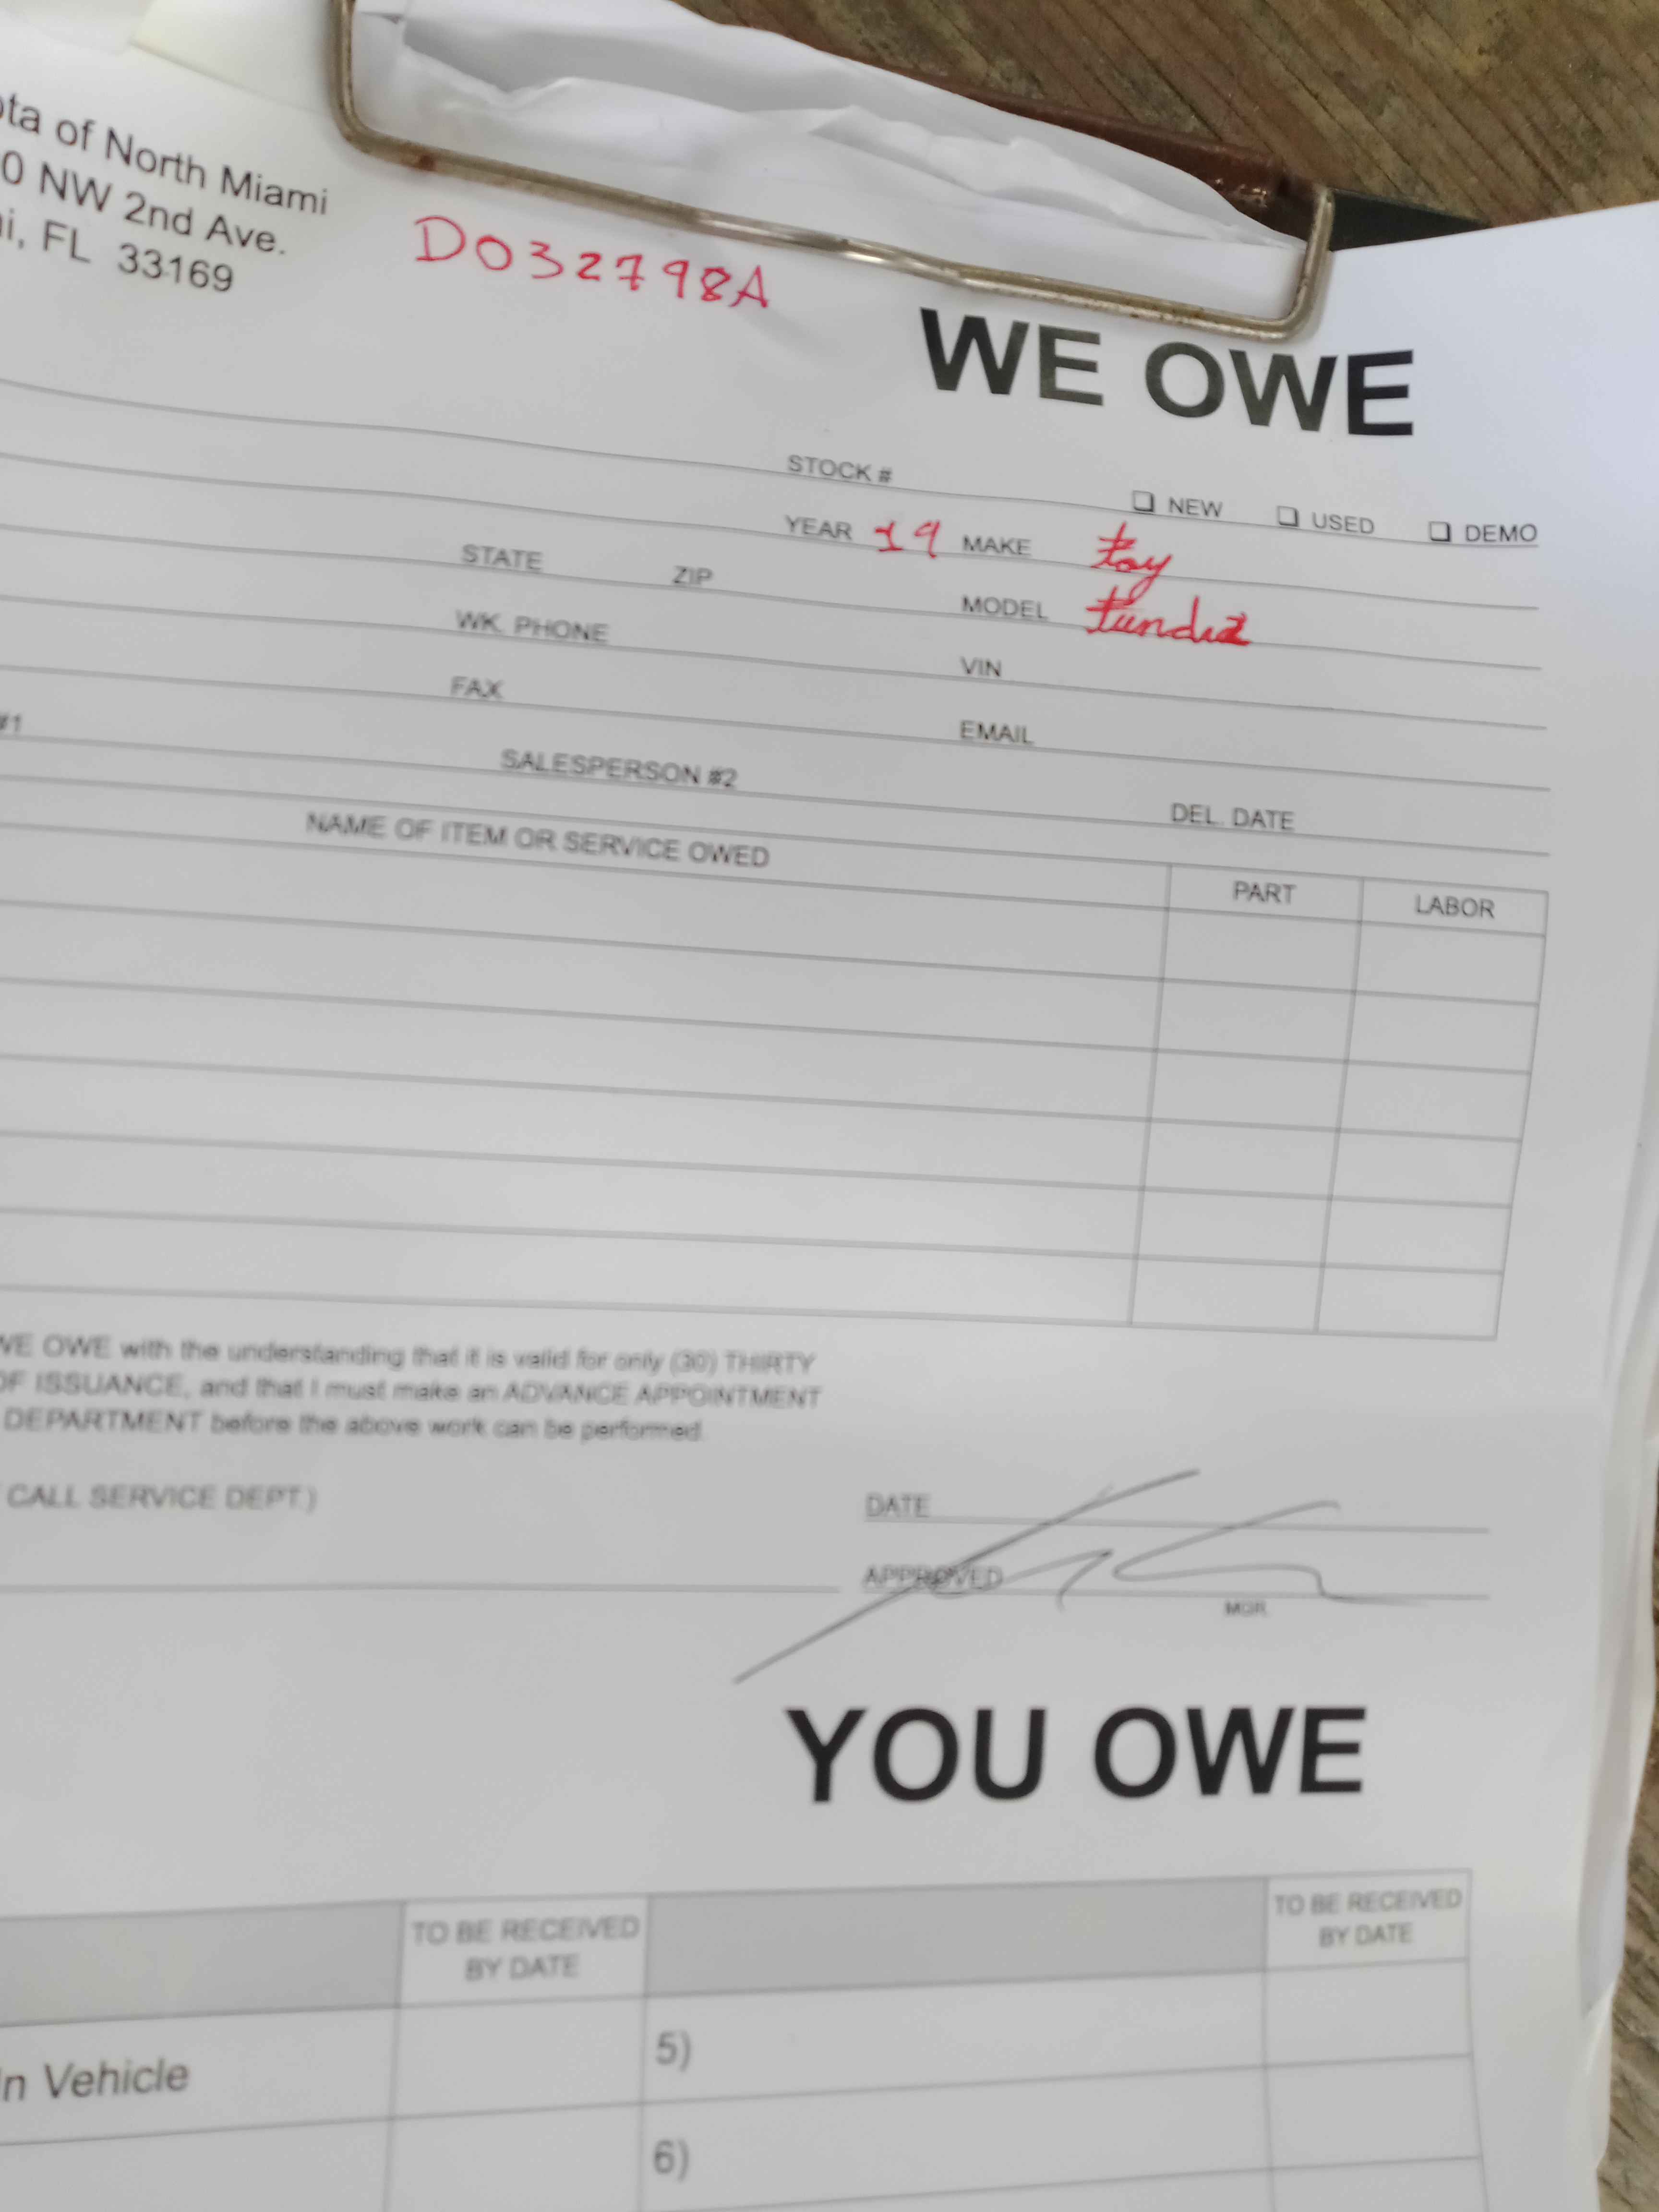 ota of North Miami
0 NW 2nd Ave.
i, FL 33169
D032798A
WE OWE
STOCK # ❑ NEW ❑ USED ❑ DEMO
YEAR 19 MAKE toy
STATE ZIP MODEL tundra
WK. PHONE VIN
FAX EMAIL
#1 SALESPERSON #2 DEL. DATE
NAME OF ITEM OR SERVICE OWED PART LABOR
WE OWE with the understanding that it is valid for only (30) THIRTY
OF ISSUANCE, and that I must make an ADVANCE APPOINTMENT
DEPARTMENT before the above work can be performed.
CALL SERVICE DEPT.) DATE
APPROVED
MGR.
YOU OWE
TO BE RECEIVED BY DATE TO BE RECEIVED BY DATE
In Vehicle 5)
6)